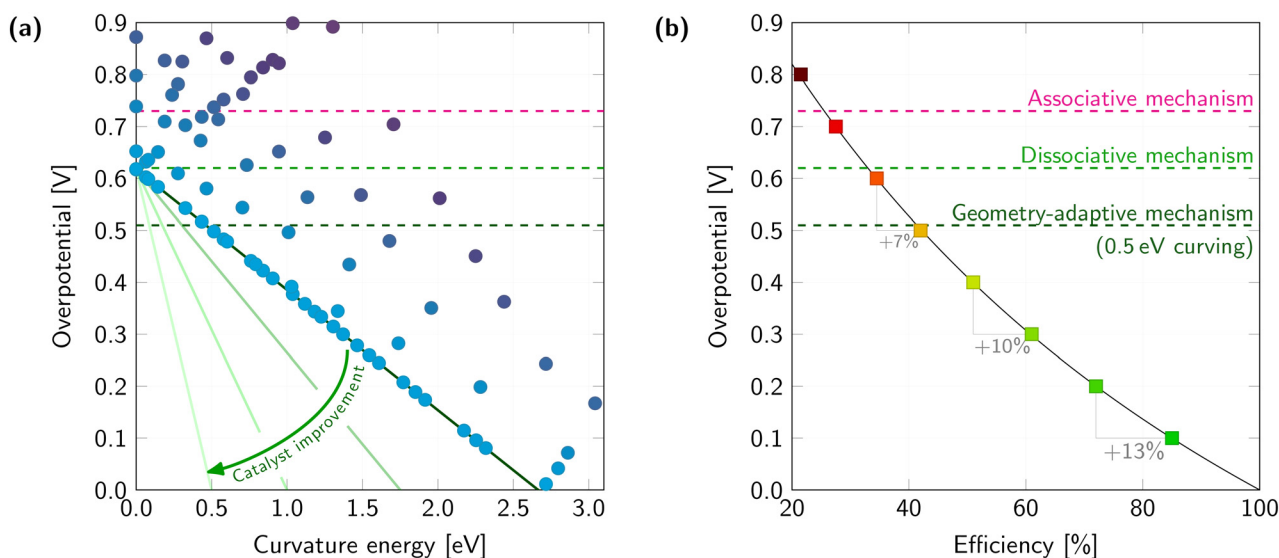 (a)
0.9
0.8
0.7
0.6
0.5
0.4
0.3
0.2
0.1
0.0
Overpotential [V]
Catalyst improvement
0.0 0.5 1.0 1.5 2.0 2.5 3.0
Curvature energy [eV]
(b)
0.9
0.8
0.7
0.6
0.5
0.4
0.3
0.2
0.1
0.0
Overpotential [V]
Associative mechanism
Dissociative mechanism
Geometry-adaptive mechanism
(0.5 eV curving)
+7%
+10%
+13%
20 40 60 80 100
Efficiency [%]